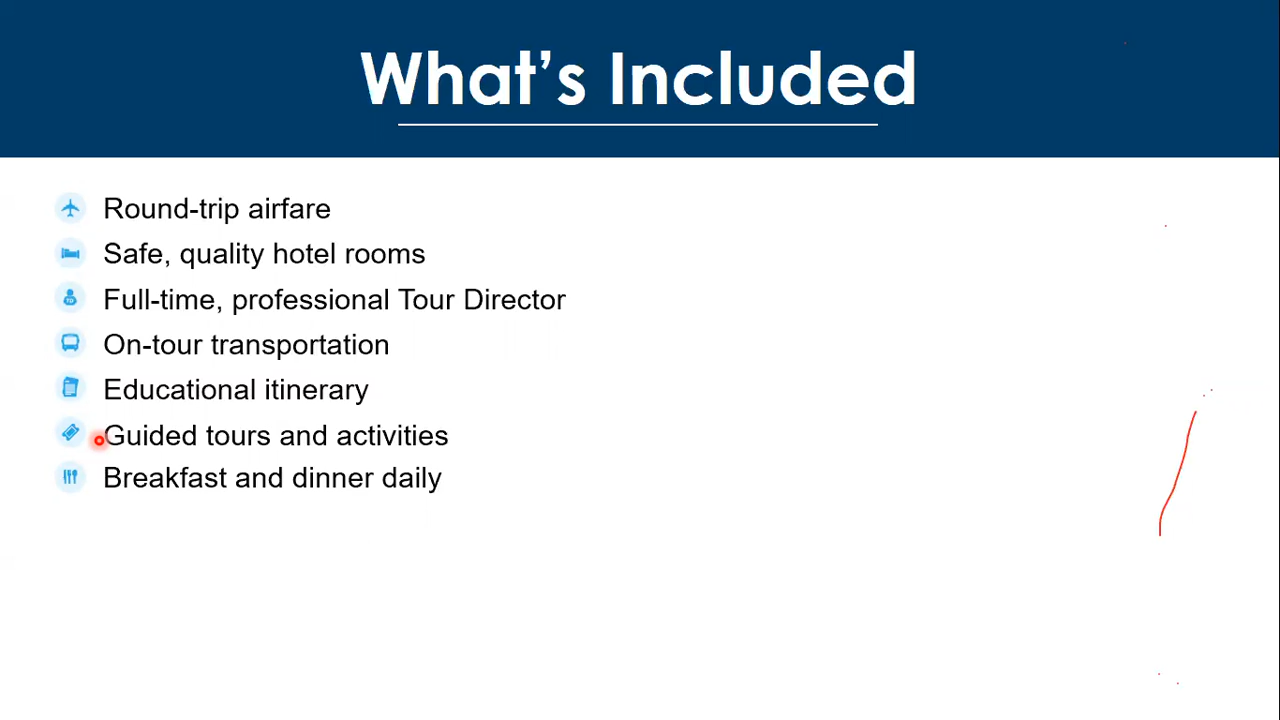 What's Included
Round-trip airfare
Safe, quality hotel rooms
Full-time, professional Tour Director
On-tour transportation
Educational itinerary
Guided tours and activities
Breakfast and dinner daily